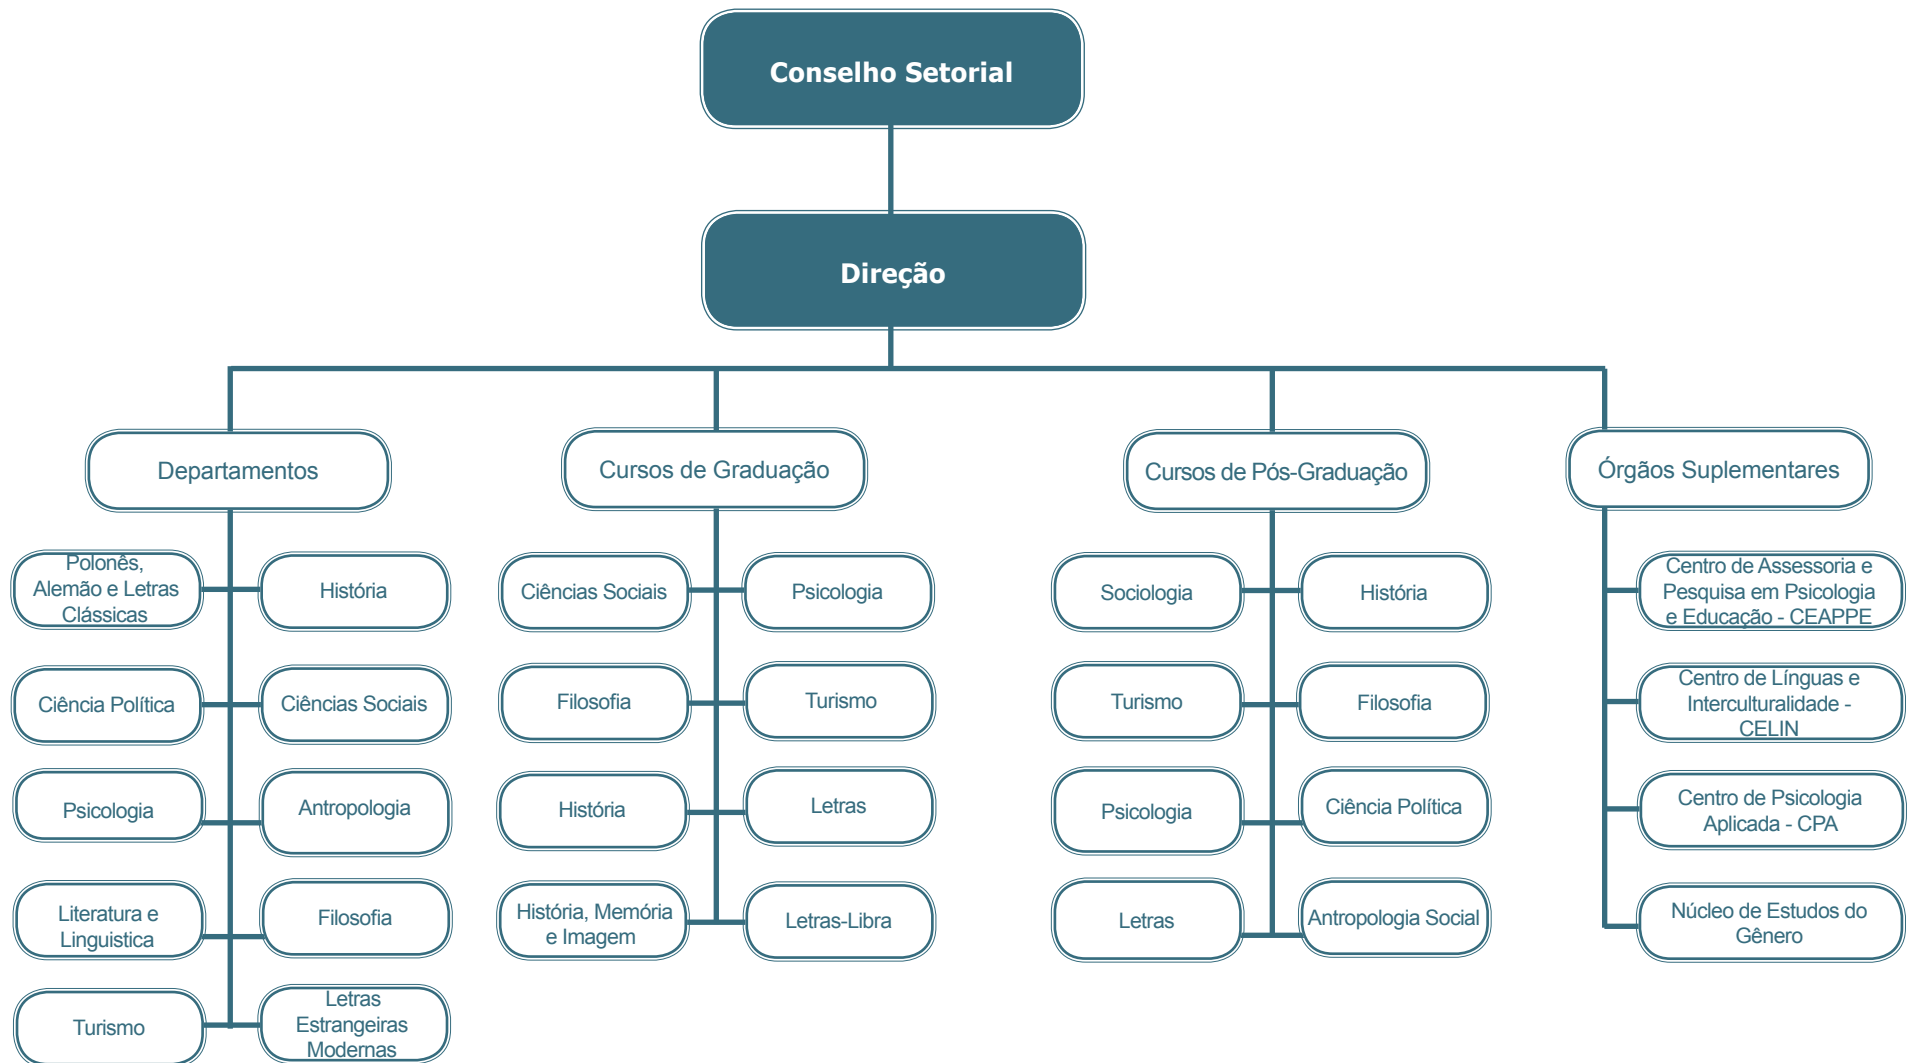 Conselho Setorial
Direção
Departamentos
Cursos de Graduação
Cursos de Pós-Graduação
Órgãos Suplementares
Polonês,
Alemão e Letras
Clássicas
História
Ciência Política
Ciências Sociais
Psicologia
Antropologia
Literatura e
Linguistica
Filosofia
Turismo
Letras
Estrangeiras
Modernas
Ciências Sociais
Psicologia
Filosofia
Turismo
História
Letras
História, Memória
e Imagem
Letras-Libra
Sociologia
História
Turismo
Filosofia
Psicologia
Ciência Política
Letras
Antropologia Social
Centro de Assessoria e
Pesquisa em Psicologia
e Educação - CEAPPE
Centro de Línguas e
Interculturalidade -
CELIN
Centro de Psicologia
Aplicada - CPA
Núcleo de Estudos do
Gênero